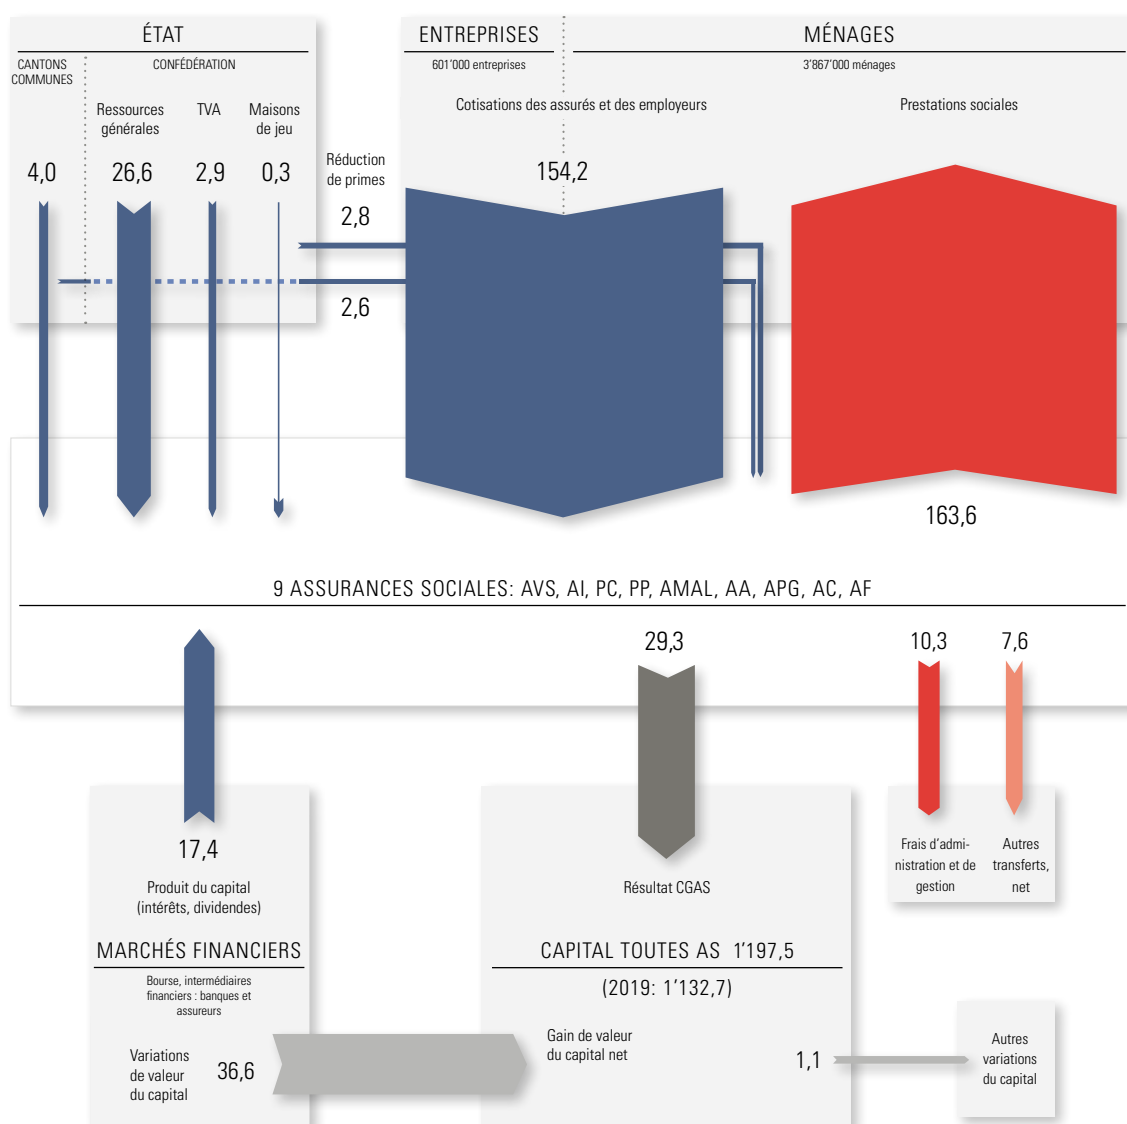 ÉTAT
CANTONS
COMMUNES
CONFÉDÉRATION
Ressources
générales
TVA
Maisons
de jeu
4,0
26,6
2,9
0,3
Réduction
de primes
2,8
2,6
ENTREPRISES
601'000 entreprises
MÉNAGES
3'867'000 ménages
Cotisations des assurés et des employeurs
154,2
Prestations sociales
163,6
9 ASSURANCES SOCIALES: AVS, AI, PC, PP, AMAL, AA, APG, AC, AF
17,4
Produit du capital
(intérêts, dividendes)
MARCHÉS FINANCIERS
Bourse, intermédiaires
financiers : banques et
assureurs
Variations
de valeur
du capital
36,6
29,3
Résultat CGAS
CAPITAL TOUTES AS 1'197,5
(2019: 1'132,7)
Gain de valeur
du capital net
1,1
10,3
7,6
Frais d'admi-
nistration et de
gestion
Autres
transferts,
net
Autres
variations
du capital